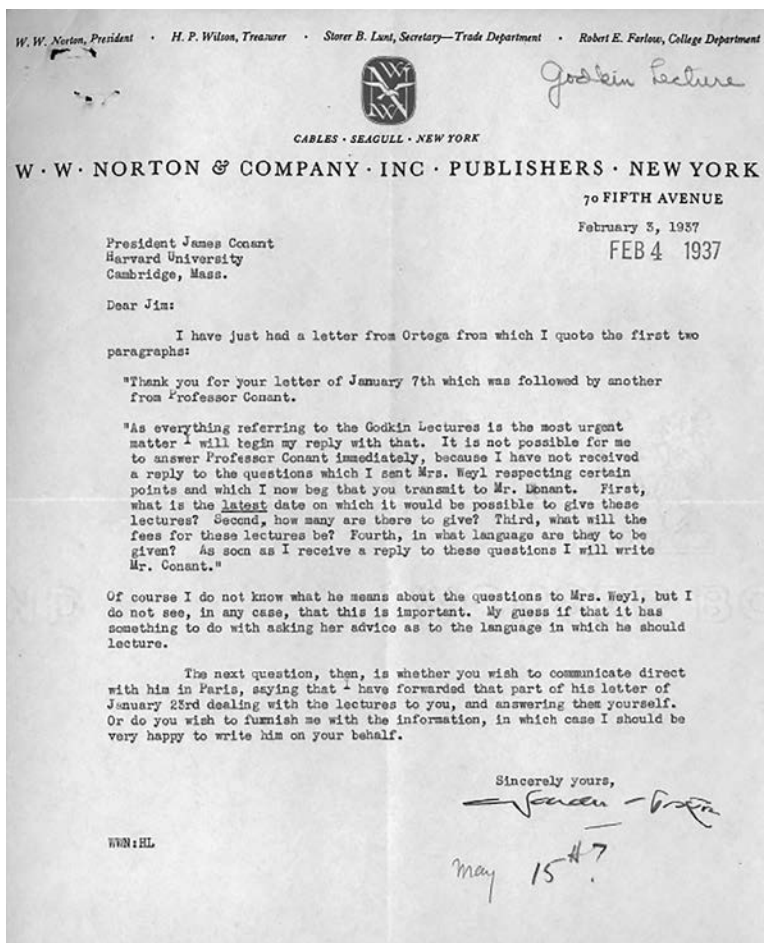 W. W. Norton, President · H. P. Wilson, Treasurer · Storer B. Lunt, Secretary—Trade Department · Robert E. Farlow, College Department
Godkin Lecture
WWNW
CABLES · SEAGULL · NEW YORK
W · W · NORTON & COMPANY · INC · PUBLISHERS · NEW YORK
70 FIFTH AVENUE
February 3, 1937
FEB 4 1937
President James Conant
Harvard University
Cambridge, Mass.
Dear Jim:
I have just had a letter from Ortega from which I quote the first two
paragraphs:
"Thank you for your letter of January 7th which was followed by another
from Professor Conant.
"As everything referring to the Godkin Lectures is the most urgent
matter I will begin my reply with that. It is not possible for me
to answer Professor Conant immediately, because I have not received
a reply to the questions which I sent Mrs. Weyl respecting certain
points and which I now beg that you transmit to Mr. Donant. First,
what is the latest date on which it would be possible to give these
lectures? Second, how many are there to give? Third, what will the
fees for these lectures be? Fourth, in what language are they to be
given? As soon as I receive a reply to these questions I will write
Mr. Conant."
Of course I do not know what he means about the questions to Mrs. Weyl, but I
do not see, in any case, that this is important. My guess if that it has
something to do with asking her advice as to the language in which he should
lecture.
The next question, then, is whether you wish to communicate direct
with him in Paris, saying that I have forwarded that part of his letter of
January 23rd dealing with the lectures to you, and answering them yourself.
Or do you wish to furnish me with the information, in which case I should be
very happy to write him on your behalf.
Sincerely yours,
WWN:HL
May 15th?